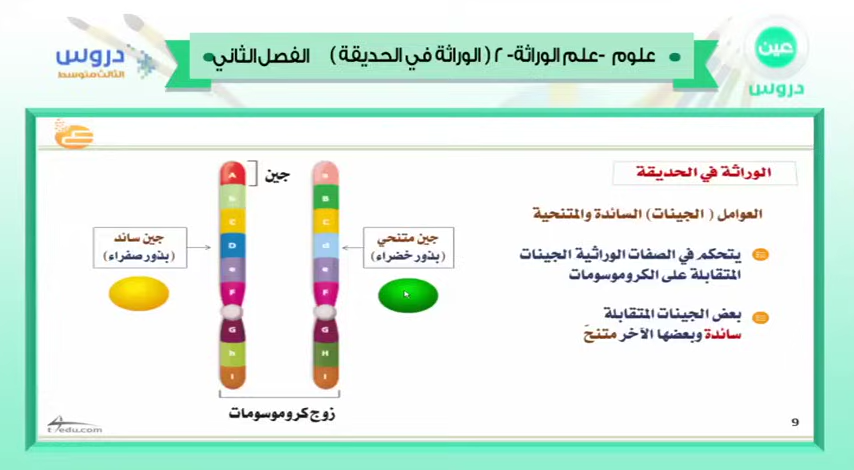 علوم -علم الوراثة- ٢ ( الوراثة في الحديقة ) الفصل الثاني
عين
دروس
دروس
الثالث متوسط
الوراثة في الحديقة
العوامل ( الجينات) السائدة والمتنحية
يتحكم في الصفات الوراثية الجينات
المتقابلة على الكروموسومات
بعض الجينات المتقابلة
سائدة وبعضها الآخر متنحَ
جين
جين متنحي
(بذور خضراء)
جين سائد
(بذور صفراء)
A
b
C
D
e
F
G
h
I
a
B
C
d
e
F
G
H
I
زوج كروموسومات
t4edu.com
9